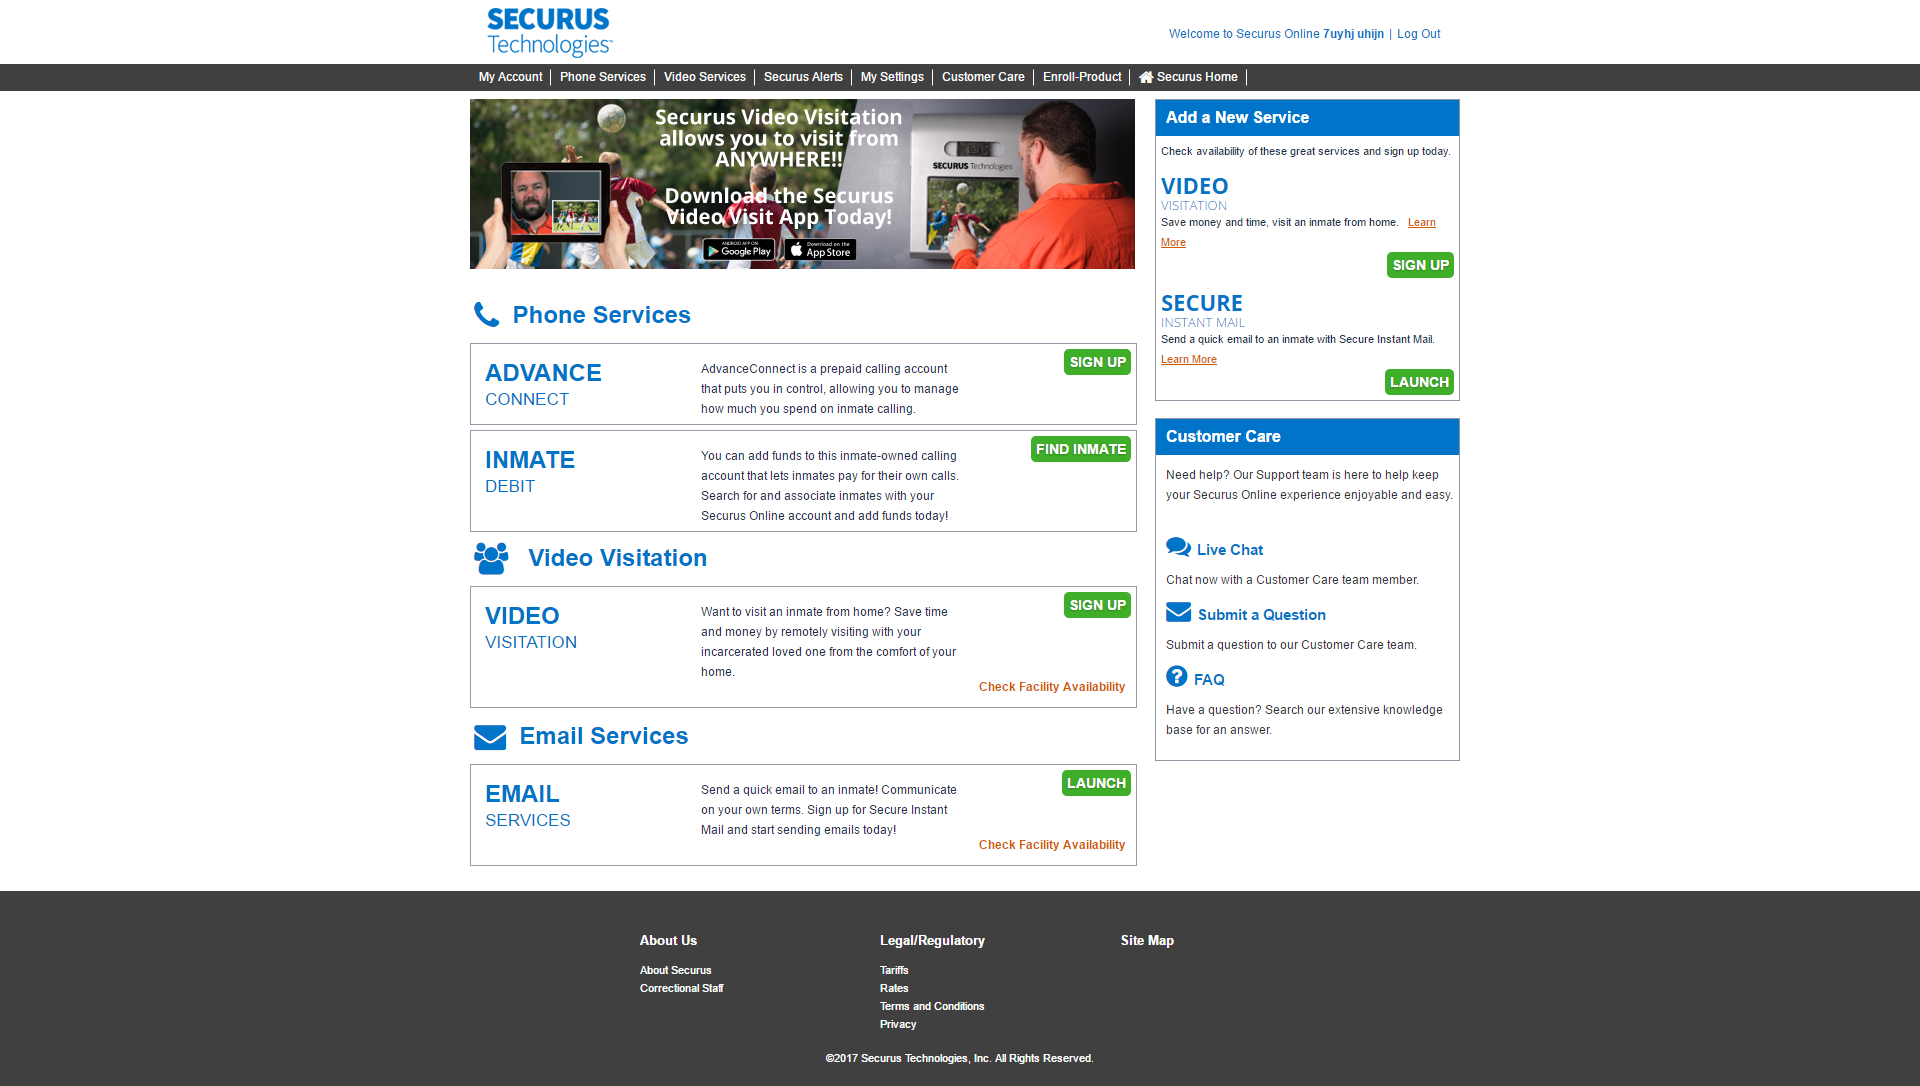 SECURUS
Technologies™
Welcome to Securus Online 7uyhj uhijn | Log Out
My Account | Phone Services | Video Services | Securus Alerts | My Settings | Customer Care | Enroll-Product | Securus Home |
Securus Video Visitation
allows you to visit from
ANYWHERE!!
Download the Securus
Video Visit App Today!
ANDROID APP ON
Google Play
Download on the
App Store
SECURUS Technologies
Phone Services
ADVANCE
CONNECT
AdvanceConnect is a prepaid calling account
that puts you in control, allowing you to manage
how much you spend on inmate calling.
SIGN UP
INMATE
DEBIT
You can add funds to this inmate-owned calling
account that lets inmates pay for their own calls.
Search for and associate inmates with your
Securus Online account and add funds today!
FIND INMATE
Video Visitation
VIDEO
VISITATION
Want to visit an inmate from home? Save time
and money by remotely visiting with your
incarcerated loved one from the comfort of your
home.
SIGN UP
Check Facility Availability
Email Services
EMAIL
SERVICES
Send a quick email to an inmate! Communicate
on your own terms. Sign up for Secure Instant
Mail and start sending emails today!
LAUNCH
Check Facility Availability
Add a New Service
Check availability of these great services and sign up today.
VIDEO
VISITATION
Save money and time, visit an inmate from home. Learn
More
SIGN UP
SECURE
INSTANT MAIL
Send a quick email to an inmate with Secure Instant Mail.
Learn More
LAUNCH
Customer Care
Need help? Our Support team is here to help keep
your Securus Online experience enjoyable and easy.
Live Chat
Chat now with a Customer Care team member.
Submit a Question
Submit a question to our Customer Care team.
FAQ
Have a question? Search our extensive knowledge
base for an answer.
About Us
About Securus
Correctional Staff
Legal/Regulatory
Tariffs
Rates
Terms and Conditions
Privacy
Site Map
©2017 Securus Technologies, Inc. All Rights Reserved.